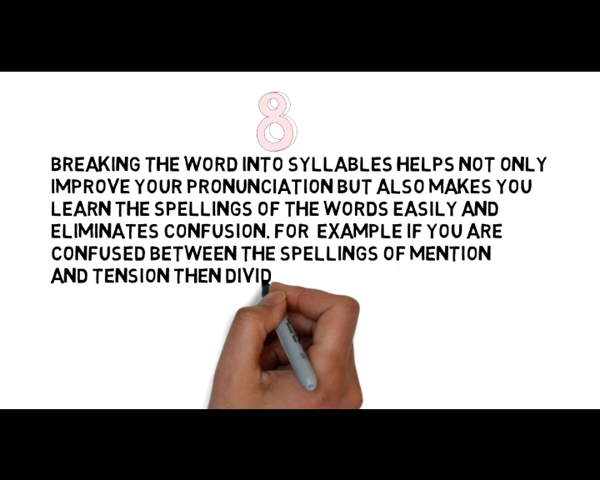 8
BREAKING THE WORD INTO SYLLABLES HELPS NOT ONLY
IMPROVE YOUR PRONUNCIATION BUT ALSO MAKES YOU
LEARN THE SPELLINGS OF THE WORDS EASILY AND
ELIMINATES CONFUSION. FOR EXAMPLE IF YOU ARE
CONFUSED BETWEEN THE SPELLINGS OF MENTION
AND TENSION THEN DIVID